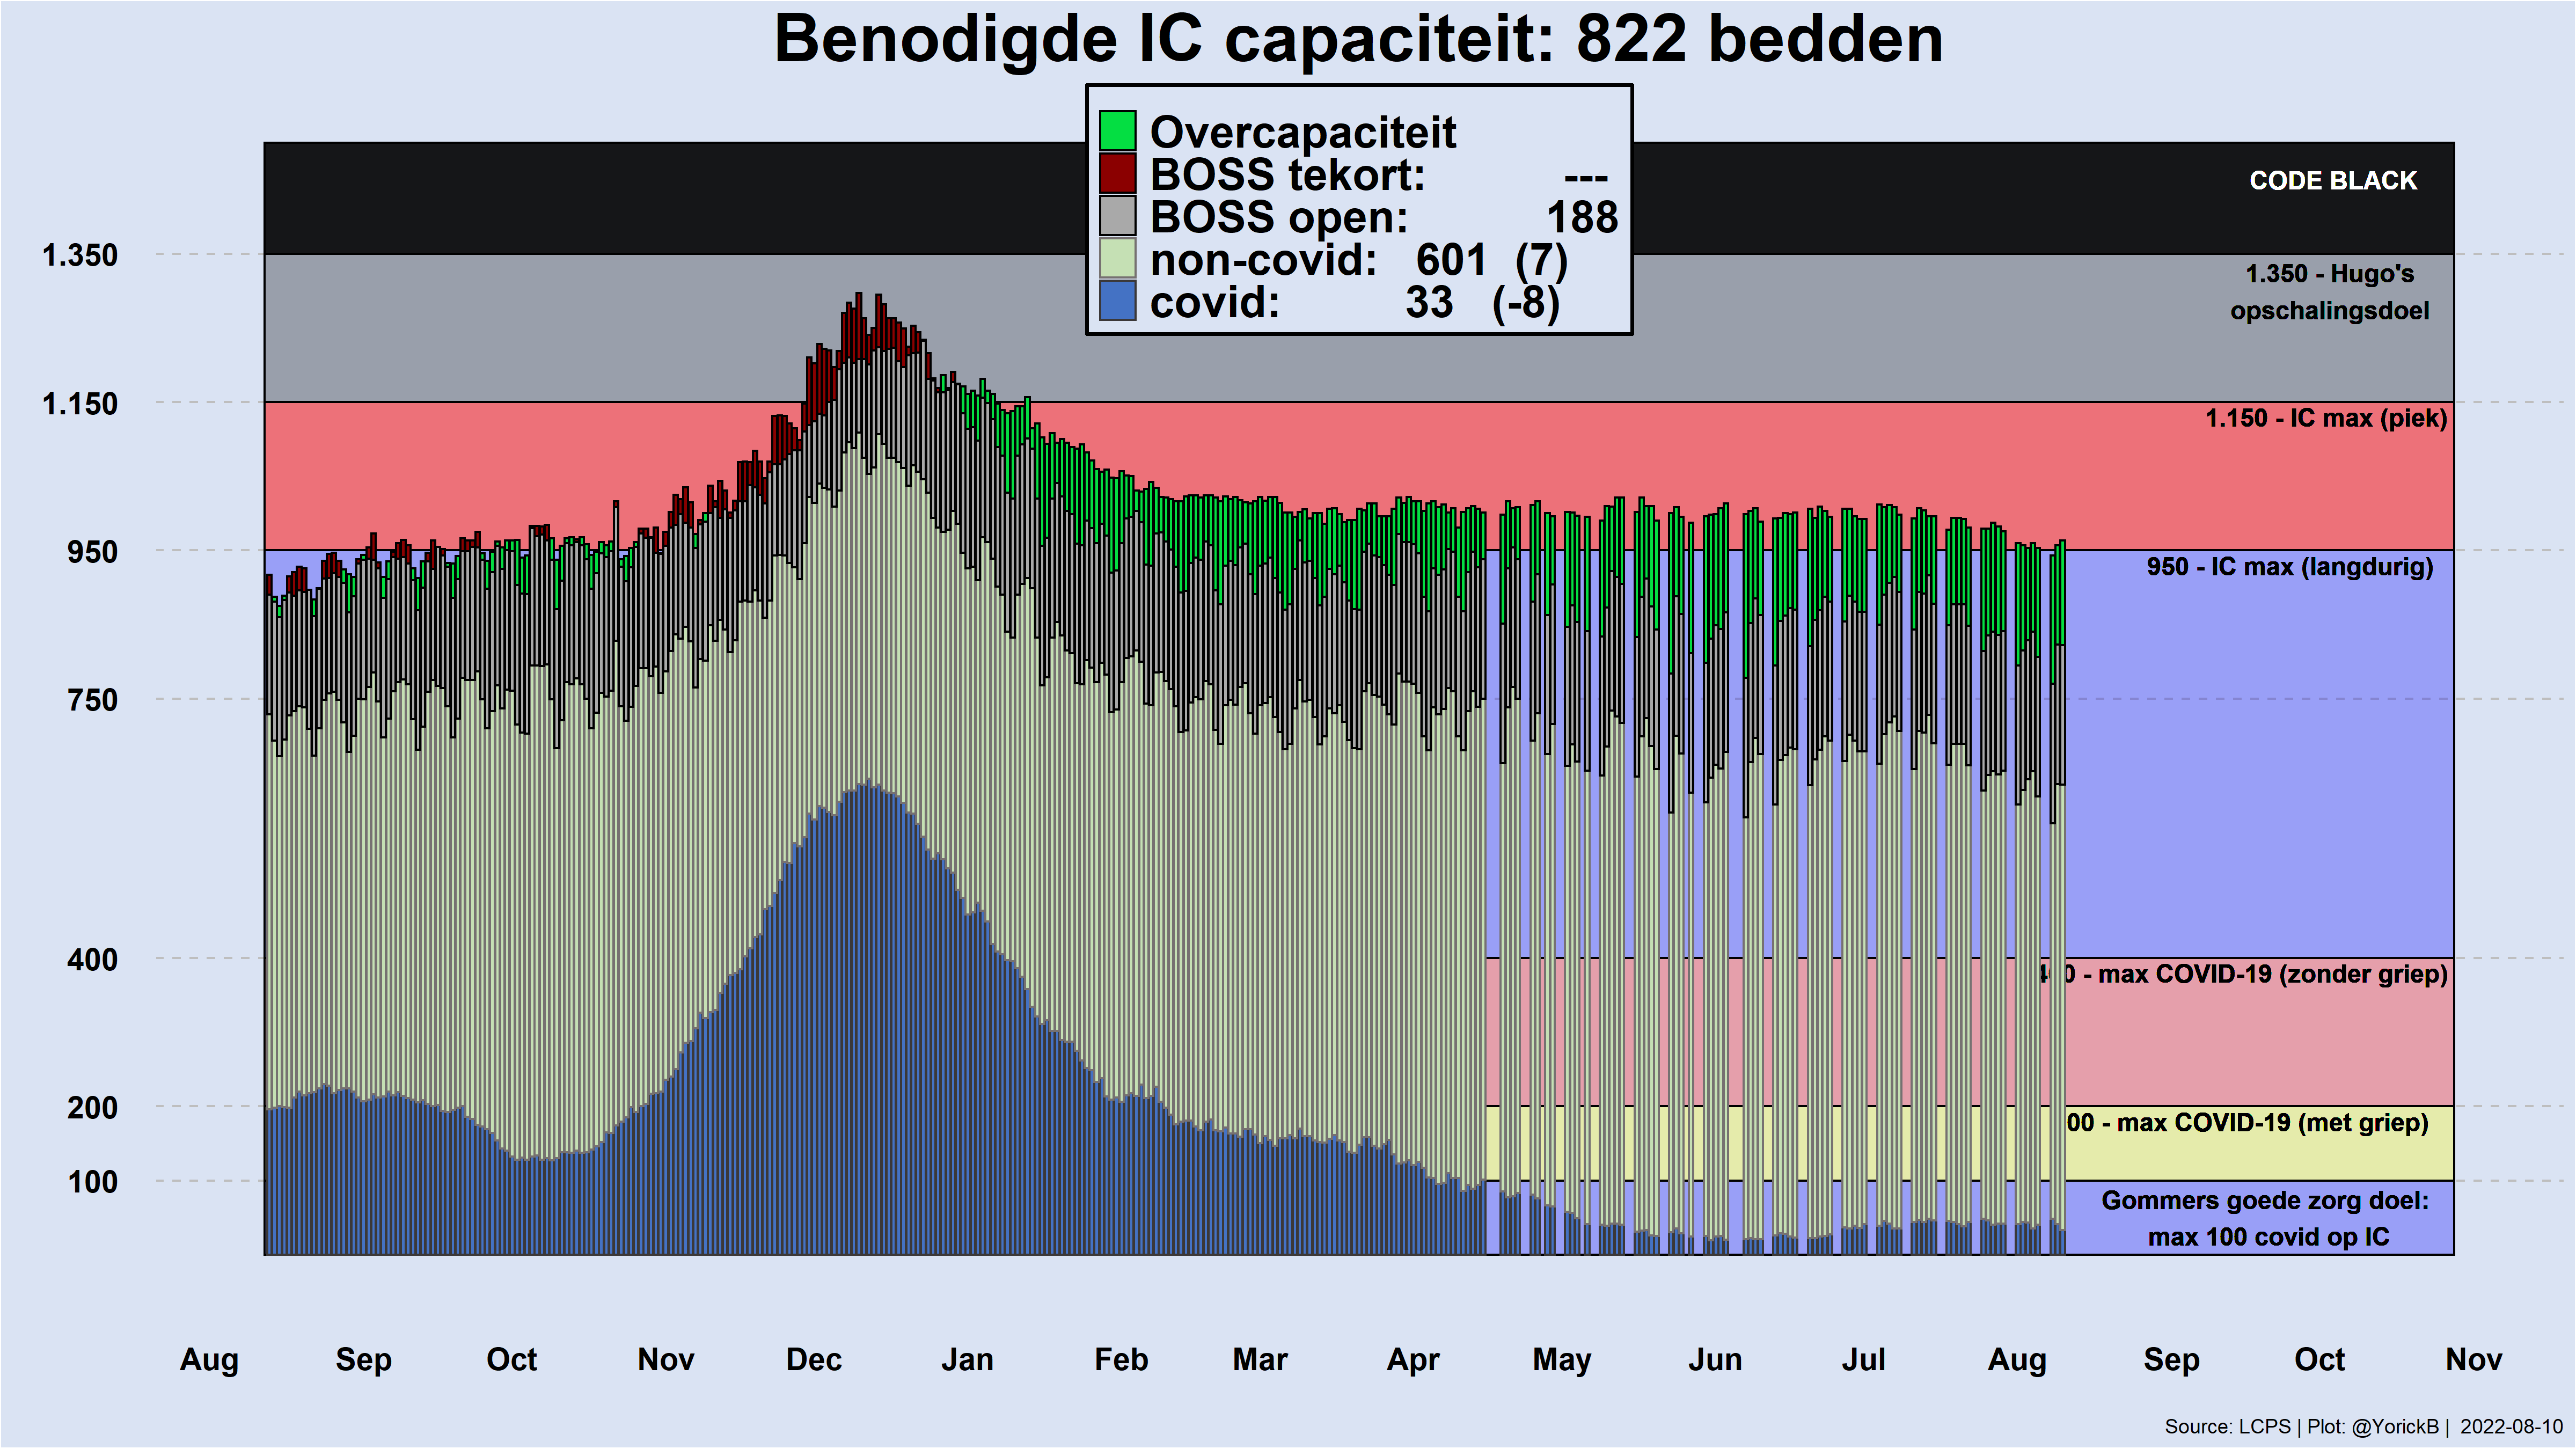 Benodigde IC capaciteit: 822 bedden
Overcapaciteit
BOSS tekort: ---
BOSS open: 188
non-covid: 601 (7)
covid: 33 (-8)
CODE BLACK
1.350
1.350 - Hugo's
opschalingsdoel
1.150
1.150 - IC max (piek)
950
950 - IC max (langdurig)
750
400
- max COVID-19 (zonder griep)
200
00 - max COVID-19 (met griep)
100
Gommers goede zorg doel:
max 100 covid op IC
Aug Sep Oct Nov Dec Jan Feb Mar Apr May Jun Jul Aug Sep Oct Nov
Source: LCPS | Plot: @YorickB | 2022-08-10